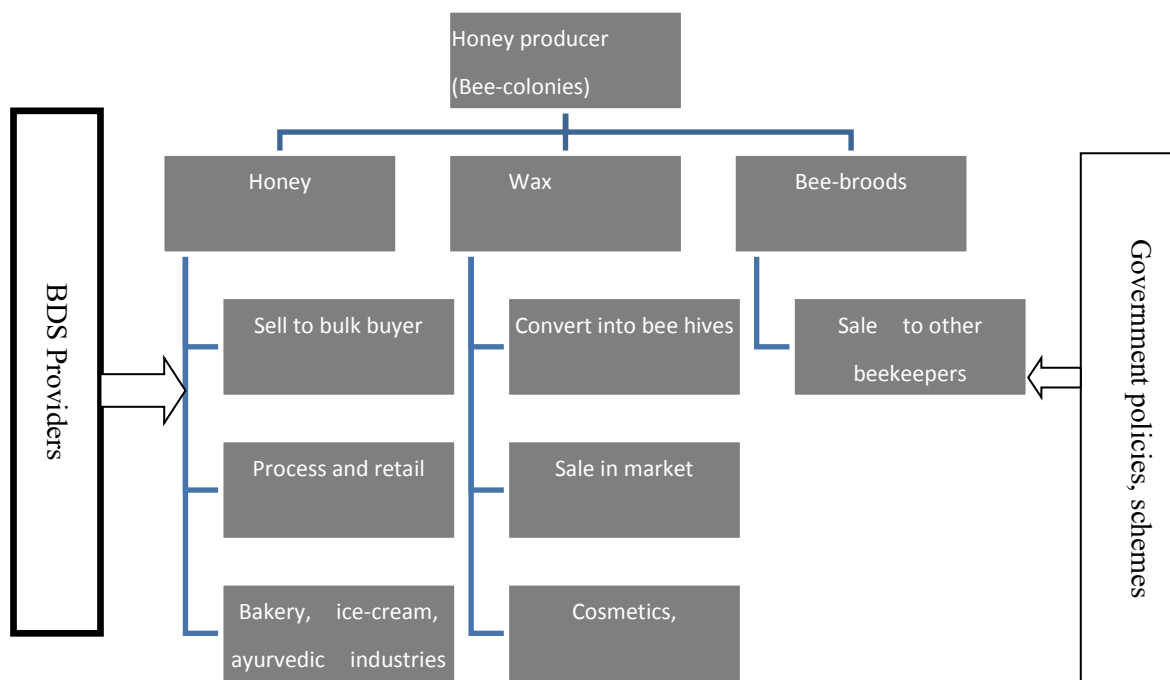 Honey producer
(Bee-colonies)
BDS Providers
Honey
Wax
Bee-broods
Government policies, schemes
Sell to bulk buyer
Convert into bee hives
Sale to other
beekeepers
Process and retail
Sale in market
Bakery, ice-cream,
ayurvedic industries
Cosmetics,